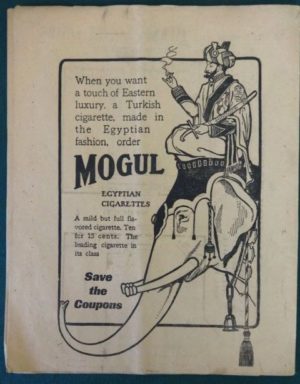 When you want
a touch of Eastern
luxury, a Turkish
cigarette, made in
the Egyptian
fashion, order
MOGUL
EGYPTIAN
CIGARETTES
A mild but full fla-
vored cigarette. Ten
for 15 cents. The
leading cigarette in
its class
Save
the
Coupons